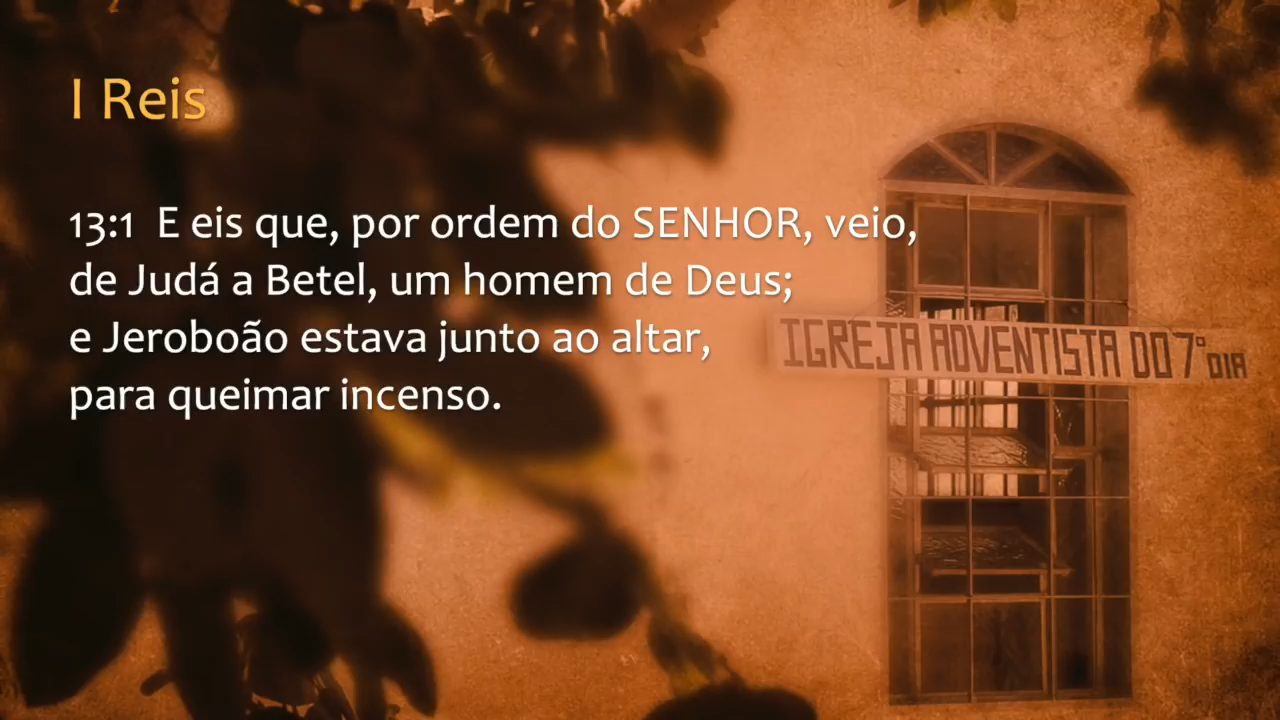 I Reis
13:1 E eis que, por ordem do SENHOR, veio,
de Judá a Betel, um homem de Deus;
e Jeroboão estava junto ao altar,
para queimar incenso.
IGREJA ADVENTISTA DO 7° DIA